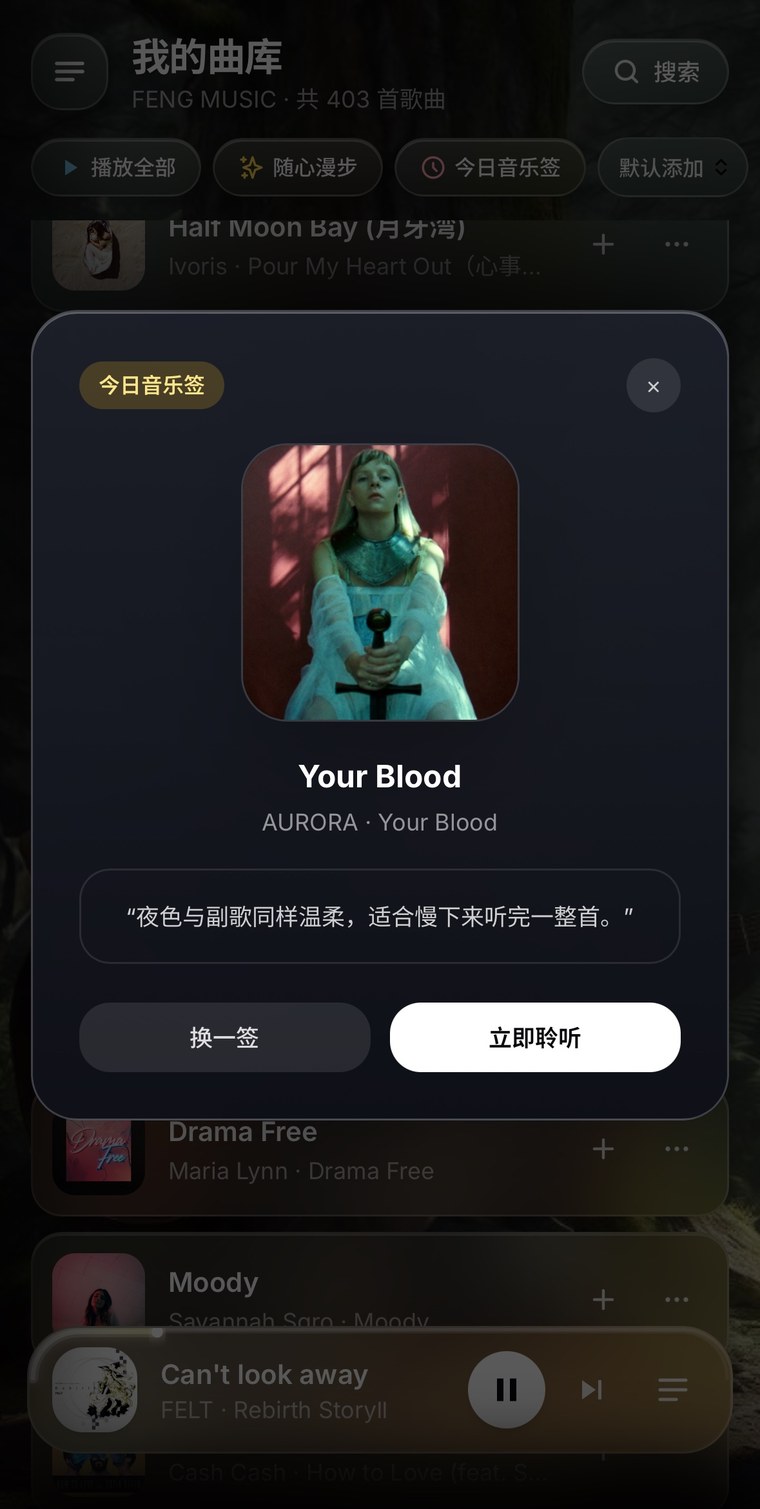 我的曲库
FENG MUSIC · 共 403 首歌曲
搜索
播放全部
随心漫步
今日音乐签
默认添加
Half Moon Bay (月牙湾)
Ivoris · Pour My Heart Out（心事...
今日音乐签
×
Your Blood
AURORA · Your Blood
“夜色与副歌同样温柔，适合慢下来听完一整首。”
换一签
立即聆听
Drama Free
Drama Free
Maria Lynn · Drama Free
Moody
Savannah Sgro · Moody
Can't look away
FELT · Rebirth StoryII
Cash Cash · How to Love (feat. S...